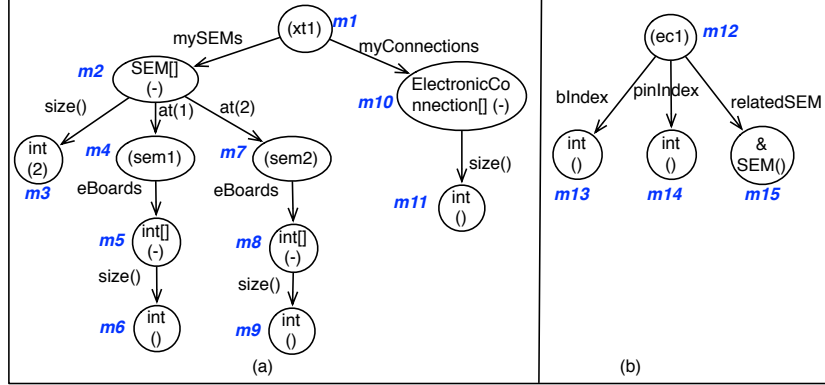 (xt1)
m1
mySEMs
myConnections
m2
SEM[]
(-)
m10
ElectronicCo
nnection[] (-)
size()
at(1)
at(2)
int
(2)
m3
m4
(sem1)
m7
(sem2)
size()
eBoards
eBoards
m11
int
()
m5
int[]
(-)
m8
int[]
(-)
size()
size()
m6
int
()
m9
int
()
(a)
(ec1)
m12
bIndex
pinIndex
relatedSEM
int
()
m13
int
()
m14
&
SEM()
m15
(b)